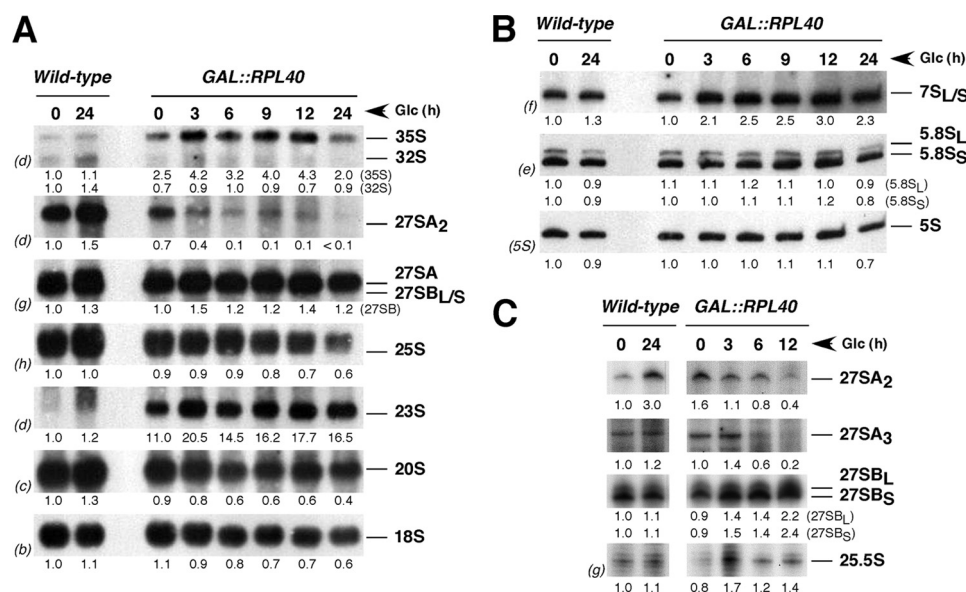 A
Wild-type GAL::RPL40
0 24 0 3 6 9 12 24 Glc (h)
35S
(d) 32S
1.0 1.1 2.5 4.2 3.2 4.0 4.3 2.0 (35S)
1.0 1.4 0.7 0.9 1.0 0.9 0.7 0.9 (32S)
(d) 27SA2
1.0 1.5 0.7 0.4 0.1 0.1 0.1 <0.1
27SA
(g) 27SBL/S
1.0 1.3 1.0 1.5 1.2 1.2 1.4 1.2 (27SB)
(h) 25S
1.0 1.0 0.9 0.9 0.9 0.8 0.7 0.6
(d) 23S
1.0 1.2 11.0 20.5 14.5 16.2 17.7 16.5
(c) 20S
1.0 1.3 0.9 0.8 0.6 0.6 0.6 0.4
(b) 18S
1.0 1.1 1.1 0.9 0.8 0.7 0.7 0.6
B
Wild-type GAL::RPL40
0 24 0 3 6 9 12 24 Glc (h)
(f) 7SL/S
1.0 1.3 1.0 2.1 2.5 2.5 3.0 2.3
5.8SL
(e) 5.8SS
1.0 0.9 1.1 1.1 1.2 1.1 1.0 0.9 (5.8SL)
1.0 0.9 1.0 1.0 1.1 1.1 1.2 0.8 (5.8SS)
(5S) 5S
1.0 0.9 1.0 1.0 1.0 1.1 1.1 0.7
C
Wild-type GAL::RPL40
0 24 0 3 6 12 Glc (h)
27SA2
1.0 3.0 1.6 1.1 0.8 0.4
27SA3
1.0 1.2 1.0 1.4 0.6 0.2
27SBL
27SBS
1.0 1.1 0.9 1.4 1.4 2.2 (27SBL)
1.0 1.1 0.9 1.5 1.4 2.4 (27SBS)
(g) 25.5S
1.0 1.1 0.8 1.7 1.2 1.4